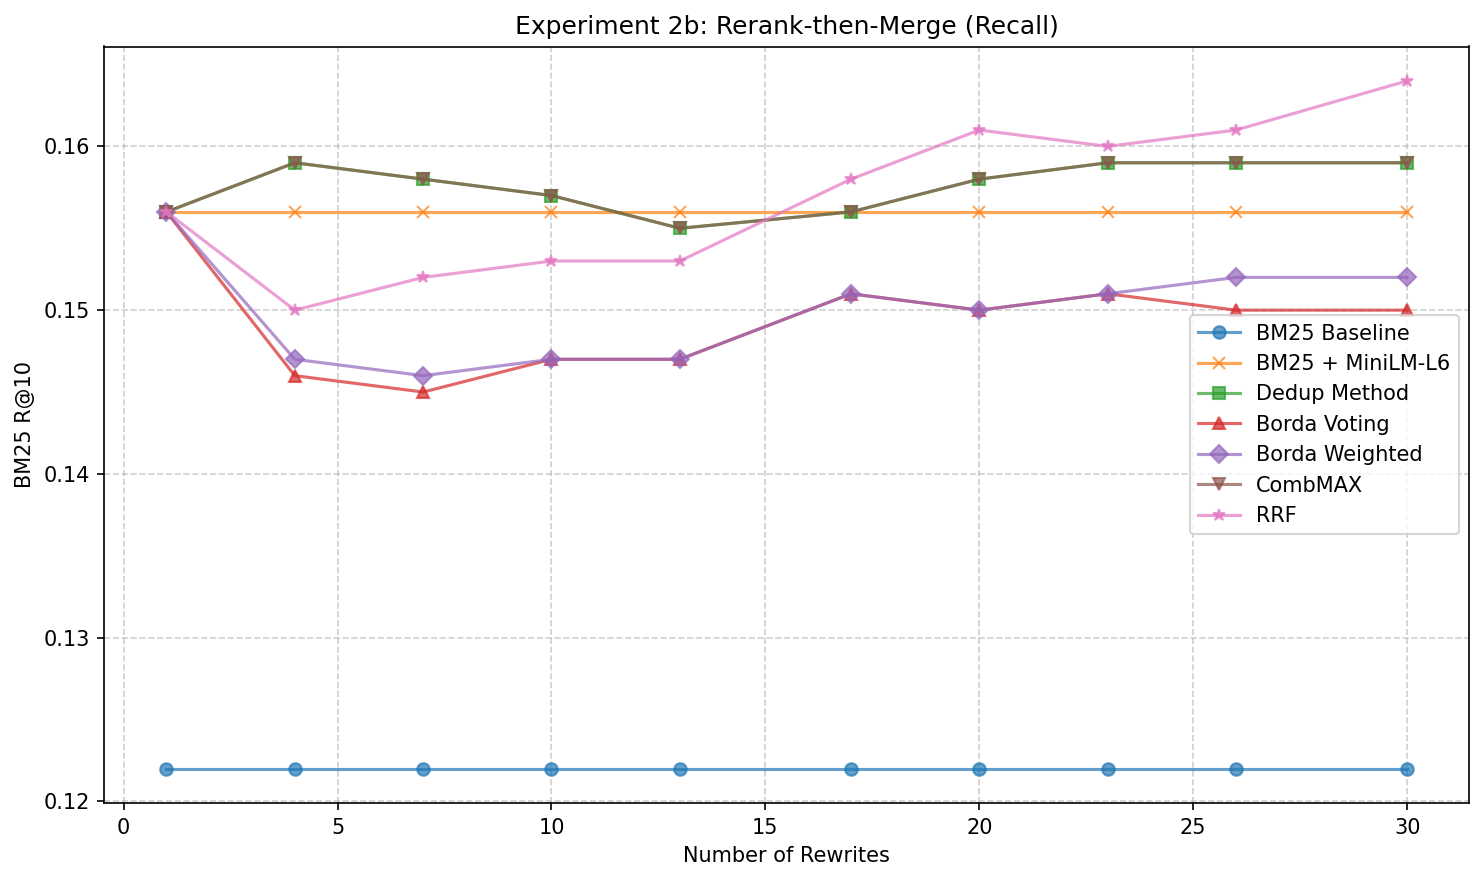 Experiment 2b: Rerank-then-Merge (Recall)
BM25 R@10
0.16
0.15
0.14
0.13
0.12
BM25 Baseline
BM25 + MiniLM-L6
Dedup Method
Borda Voting
Borda Weighted
CombMAX
RRF
0 5 10 15 20 25 30
Number of Rewrites